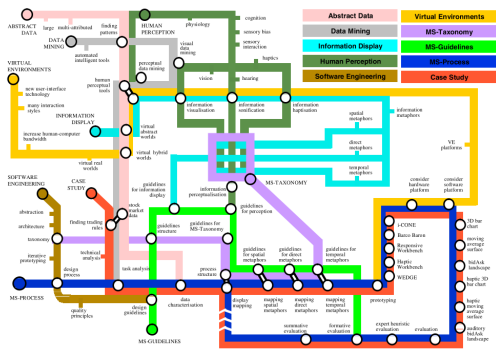 ABSTRACT
DATA
large
multi-attributed
finding
patterns
DATA
MINING
automated
intelligent tools
VIRTUAL
ENVIRONMENTS
new user-interface
technology
many interaction
styles
increase human-computer
bandwidth
virtual real
worlds
HUMAN
PERCEPTION
physiology
cognition
sensory bias
sensory
interaction
visual
data
mining
perceptual
data mining
haptics
vision
hearing
human
perceptual
tools
information
visualisation
information
sonification
information
haptisation
INFORMATION
DISPLAY
virtual
abstract
worlds
virtual hybrid
worlds
spatial
metaphors
direct
metaphors
temporal
metaphors
information
metaphors
VE
platforms
Abstract Data
Data Mining
Information Display
Human Perception
Software Engineering
Virtual Environments
MS-Taxonomy
MS-Guidelines
MS-Process
Case Study
SOFTWARE
ENGINEERING
CASE
STUDY
abstraction
architecture
taxonomy
iterative
prototyping
finding trading
rules
stock
market
data
technical
analysis
guidelines for
information display
information
perceptualisation
MS-TAXONOMY
guidelines
for perception
guidelines
structure
guidelines for
MS-Taxonomy
guidelines
for spatial
metaphors
guidelines
for direct
metaphors
guidelines for
temporal
metaphors
consider
hardware
platforms
consider
software
platforms
i-CONE
Barco Baron
Responsive
Workbench
Haptic
Workbench
WEDGE
3D bar
chart
moving
average
surface
bid/Ask
landscape
haptic 3D
bar chart
haptic
moving
average
surface
auditory
bid/Ask
landscape
MS-PROCESS
design
process
task analysis
process
structure
quality
principles
design
guidelines
data
characterisation
MS-GUIDELINES
display
mapping
mapping
spatial
metaphors
mapping
direct
metaphors
mapping
temporal
metaphors
prototyping
summative
evaluation
formative
evaluation
expert heuristic
evaluation
evaluation